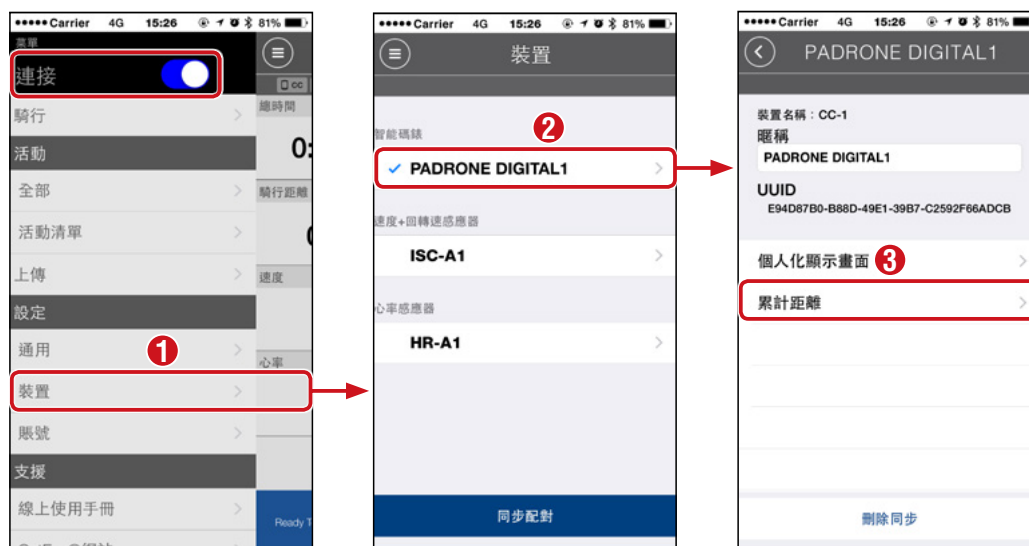 ●●●●● Carrier 4G 15:26 81%
菜單
連接
騎行
活動
全部
活動清單
上傳
設定
通用
1
裝置
賬號
支援
線上使用手冊
cc
總時間
0:
騎行距離
速度
心率
Ready T
●●●●● Carrier 4G 15:26 81%
裝置
智能碼錶
2
✓ PADRONE DIGITAL1
速度+回轉速感應器
ISC-A1
心率感應器
HR-A1
同步配對
●●●●● Carrier 4G 15:26 81%
PADRONE DIGITAL1
裝置名稱：CC-1
暱稱
PADRONE DIGITAL1
UUID
E94D87B0-B88D-49E1-39B7-C2592F66ADCB
個人化顯示畫面 3
累計距離
刪除同步